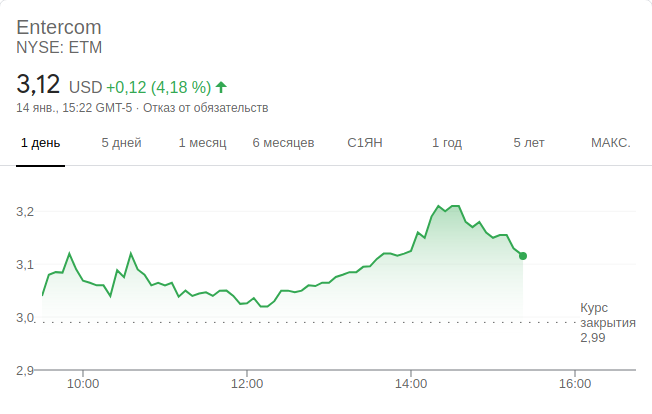 Entercom
NYSE: ETM
3,12 USD +0,12 (4,18 %)
14 янв., 15:22 GMT-5 · Отказ от обязательств
1 день 5 дней 1 месяц 6 месяцев С1ЯН 1 год 5 лет МАКС.
3,2
3,1
3,0
2,9
Курс
закрытия
2,99
10:00 12:00 14:00 16:00